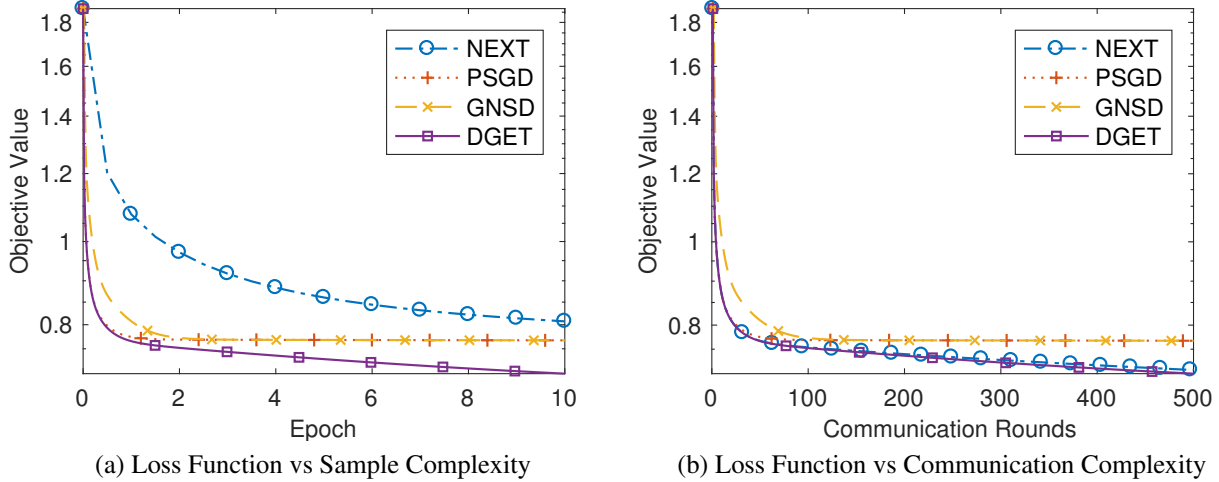 1.8
1.6
1.4
1.2
1
0.8
Objective Value
NEXT
PSGD
GNSD
DGET
0 2 4 6 8 10
Epoch
(a) Loss Function vs Sample Complexity
1.8
1.6
1.4
1.2
1
0.8
Objective Value
NEXT
PSGD
GNSD
DGET
0 100 200 300 400 500
Communication Rounds
(b) Loss Function vs Communication Complexity